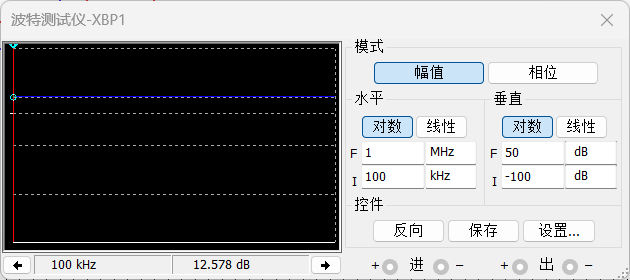 波特测试仪-XBP1
模式
幅值 相位
水平 垂直
对数 线性 对数 线性
F 1 MHz F 50 dB
I 100 kHz I -100 dB
控件
反向 保存 设置...
100 kHz 12.578 dB + 进 - + 出 -